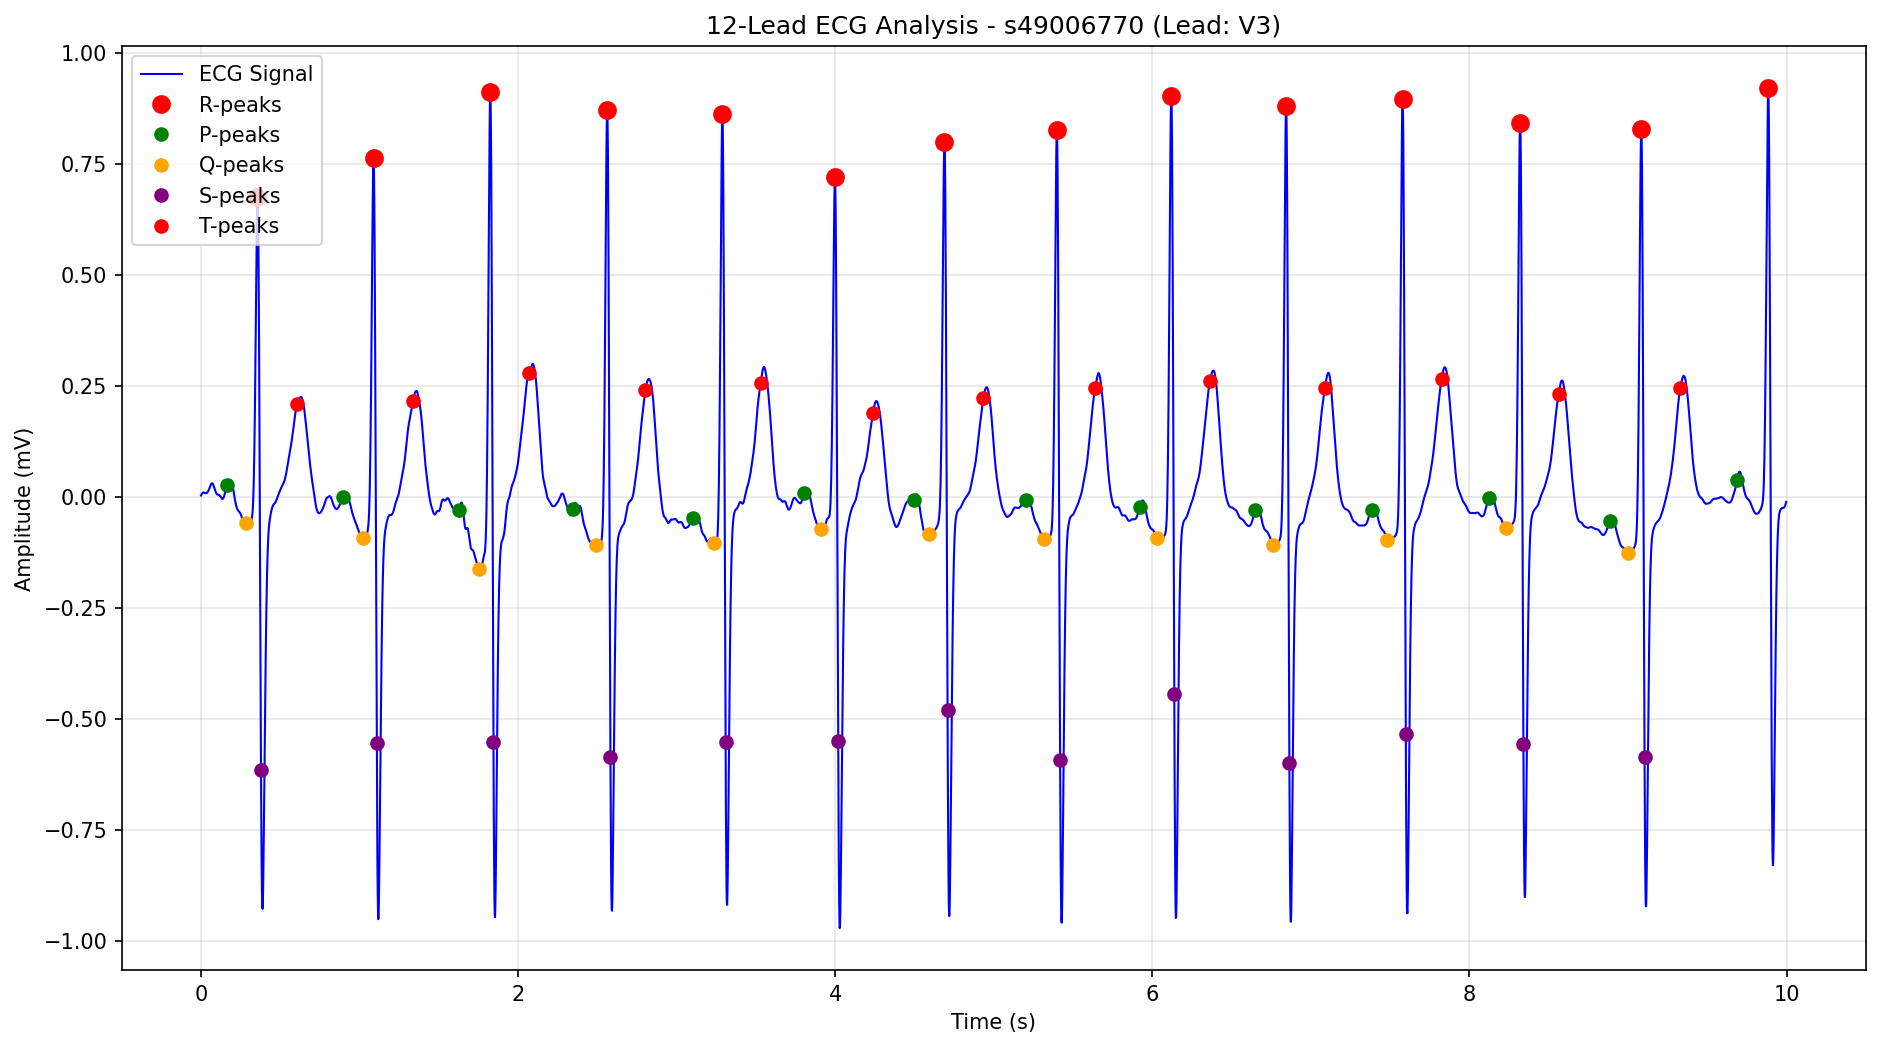 12-Lead ECG Analysis - s49006770 (Lead: V3)
ECG Signal
R-peaks
P-peaks
Q-peaks
S-peaks
T-peaks
Amplitude (mV)
1.00
0.75
0.50
0.25
0.00
−0.25
−0.50
−0.75
−1.00
0 2 4 6 8 10
Time (s)